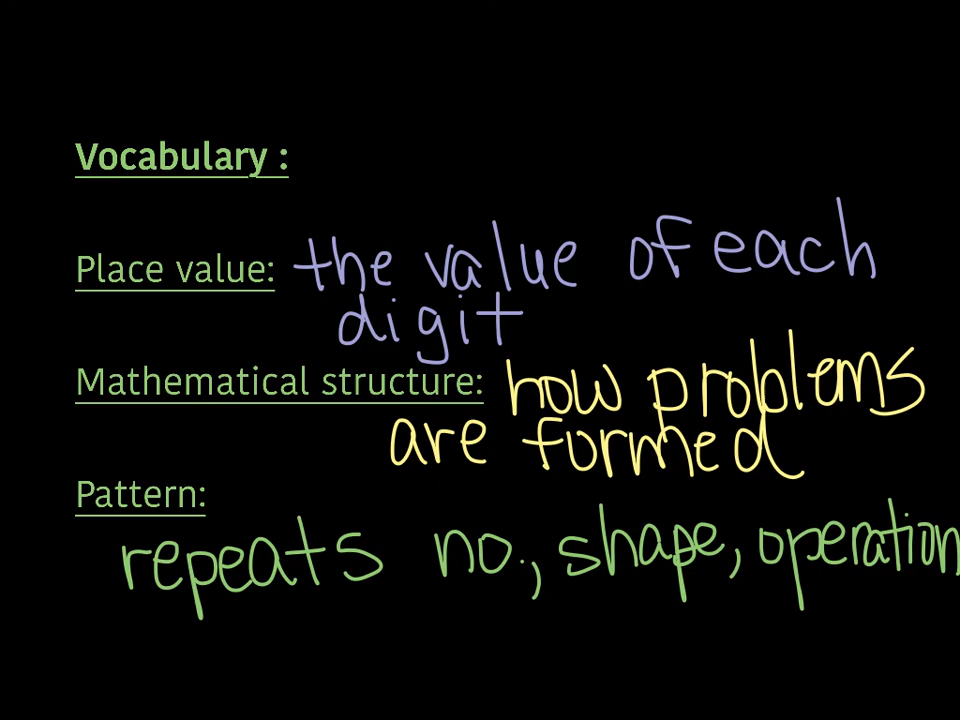 Vocabulary :
Place value: the value of each
digit
Mathematical structure: how problems
are formed
Pattern:
repeats no., shape, operation